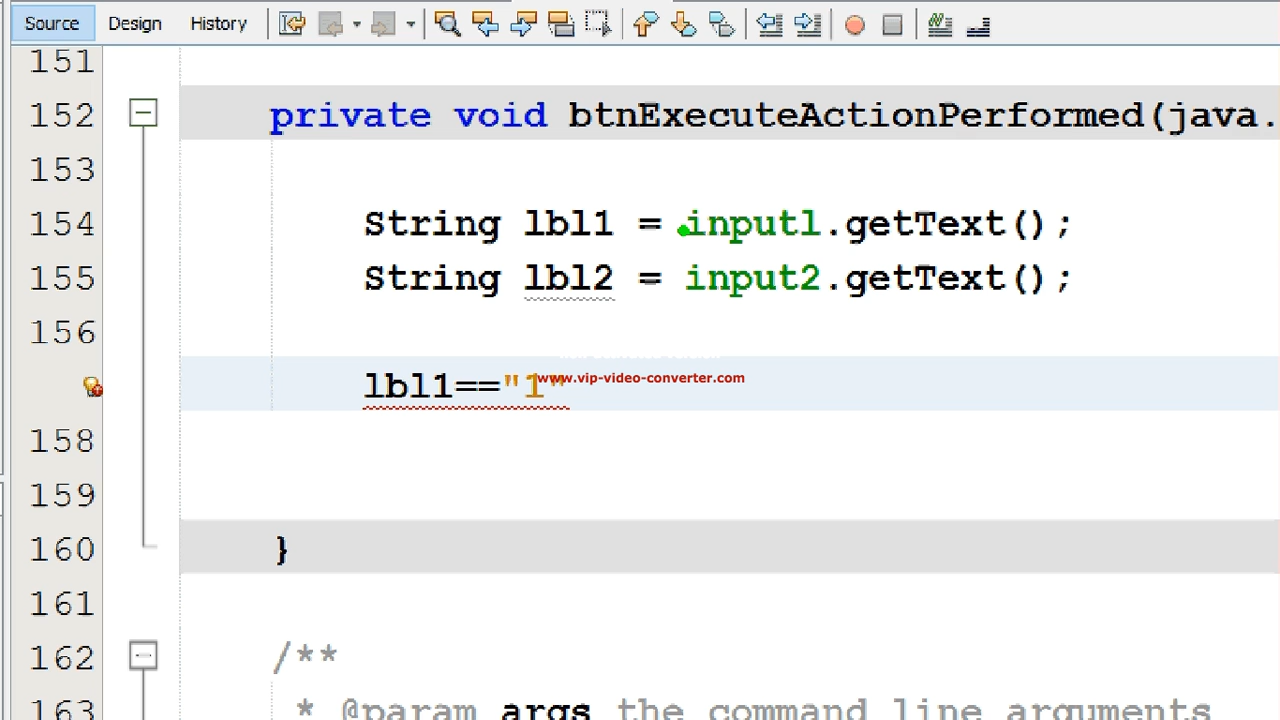 Source Design History
151
152 private void btnExecuteActionPerformed(java.
153
154 String lbl1 = input1.getText();
155 String lbl2 = input2.getText();
156
lbl1=="1"
www.vip-video-converter.com
158
159
160 }
161
162 /**
163 * @param args the command line arguments